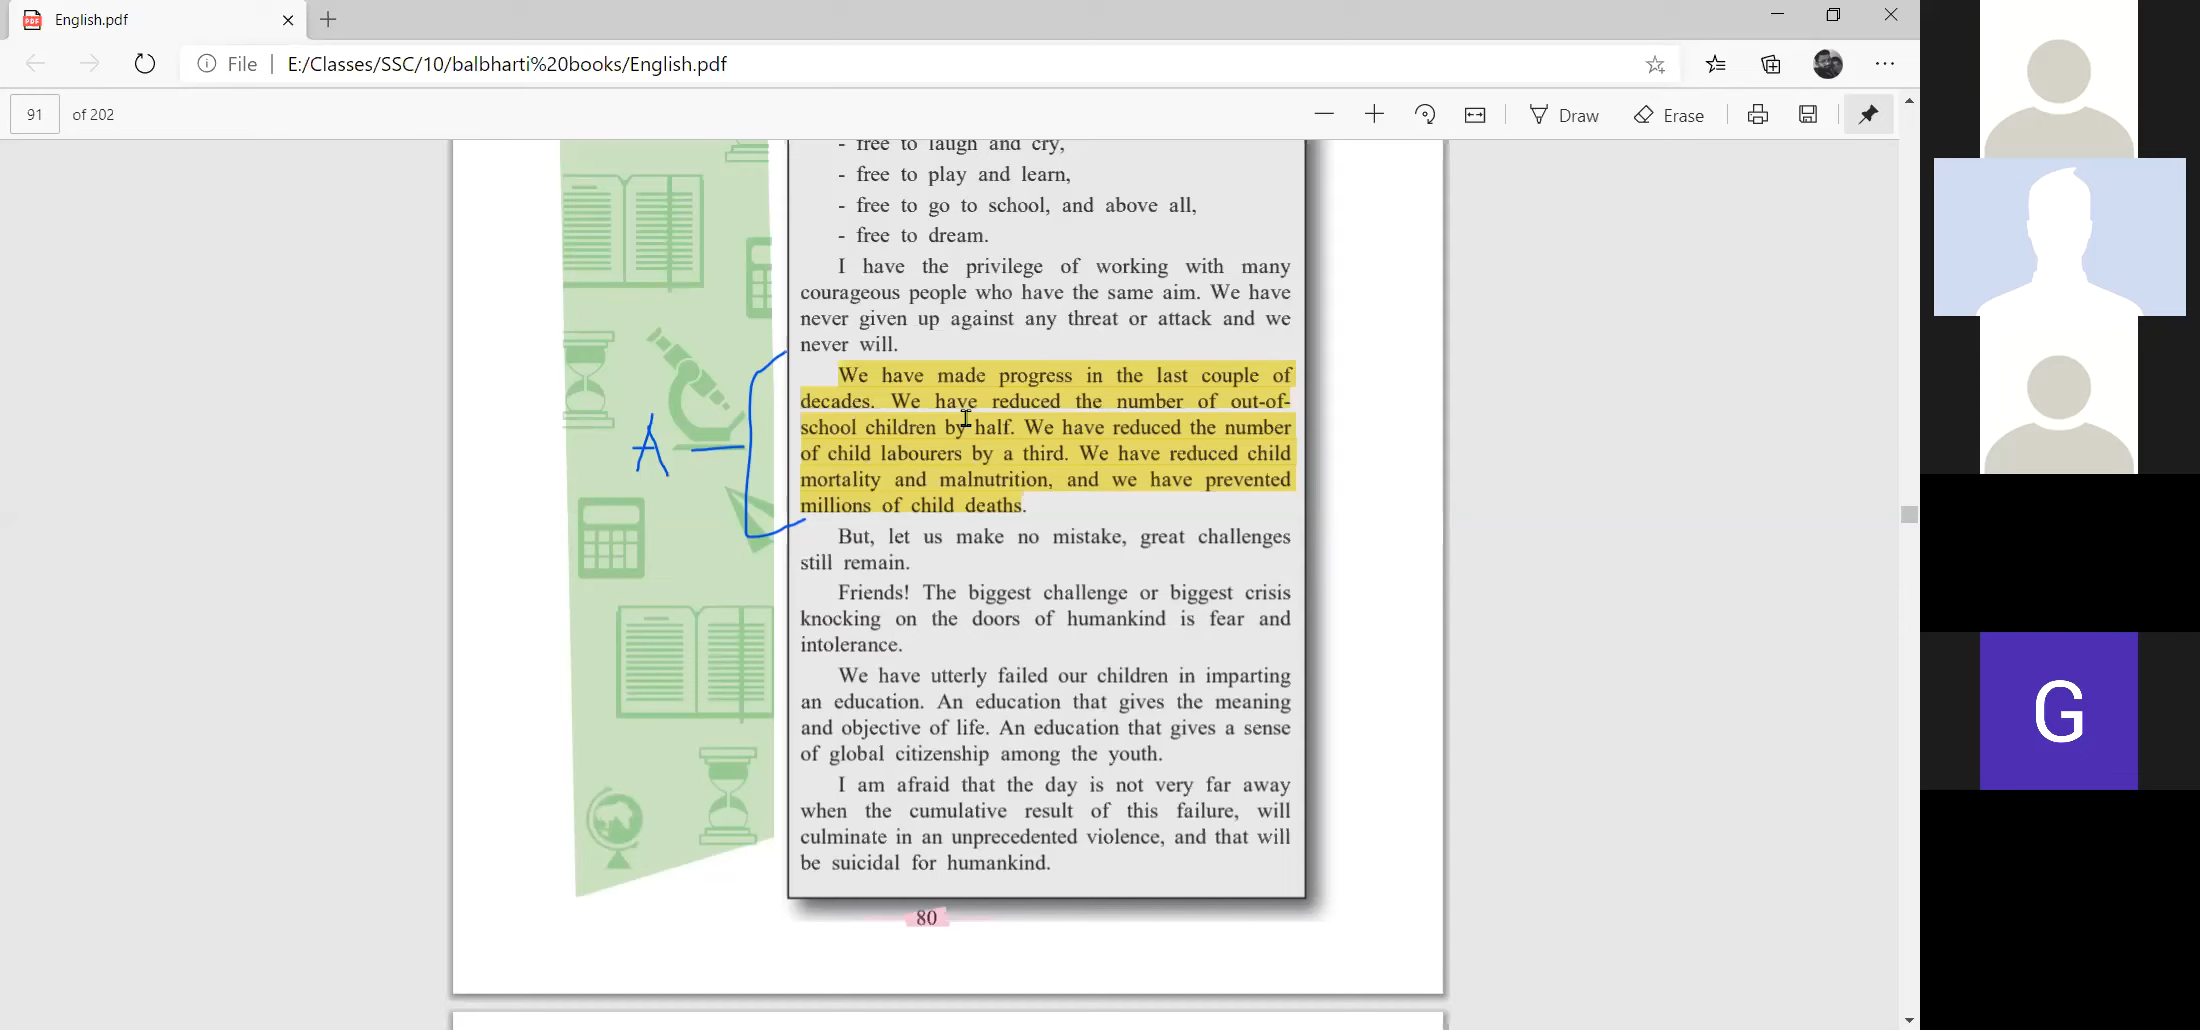 English.pdf
File | E:/Classes/SSC/10/balbharti%20books/English.pdf
91 of 202
Draw
Erase
- free to laugh and cry,
- free to play and learn,
- free to go to school, and above all,
- free to dream.
I have the privilege of working with many
courageous people who have the same aim. We have
never given up against any threat or attack and we
never will.
We have made progress in the last couple of
decades. We have reduced the number of out-of-
school children by half. We have reduced the number
of child labourers by a third. We have reduced child
mortality and malnutrition, and we have prevented
millions of child deaths.
A
But, let us make no mistake, great challenges
still remain.
Friends! The biggest challenge or biggest crisis
knocking on the doors of humankind is fear and
intolerance.
We have utterly failed our children in imparting
an education. An education that gives the meaning
and objective of life. An education that gives a sense
of global citizenship among the youth.
I am afraid that the day is not very far away
when the cumulative result of this failure, will
culminate in an unprecedented violence, and that will
be suicidal for humankind.
80
G